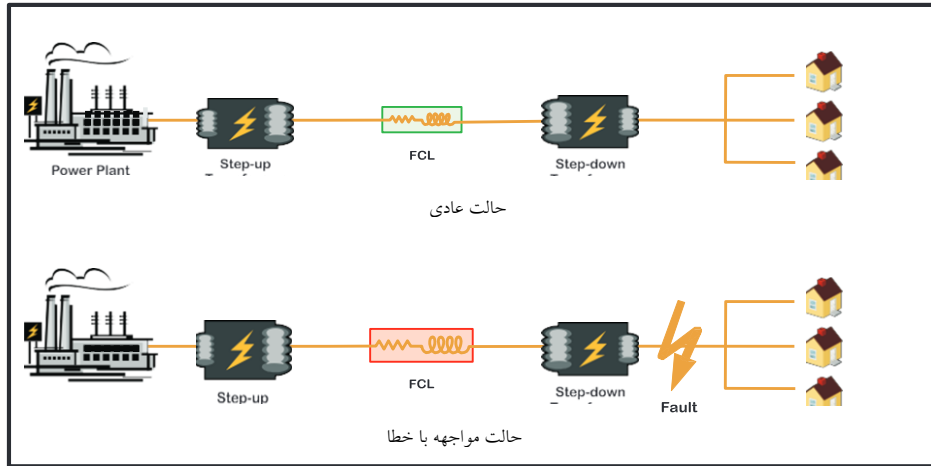 Power Plant
Step-up
FCL
Step-down
حالت عادی
Step-up
FCL
Step-down
Fault
حالت مواجهه با خطا